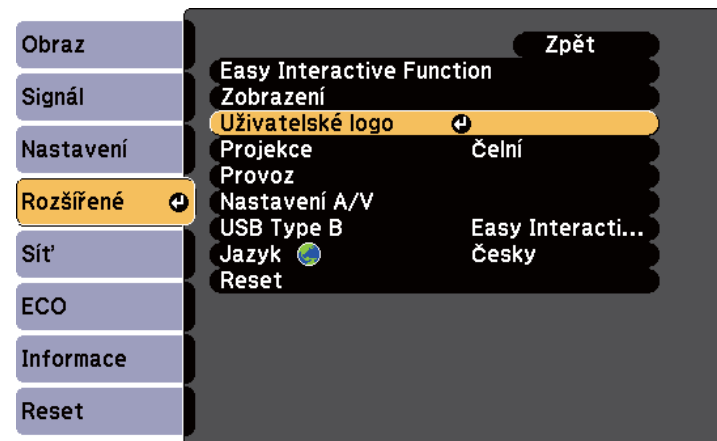 Obraz
Signál
Nastavení
Rozšířené
Síť
ECO
Informace
Reset
Zpět
Easy Interactive Function
Zobrazení
Uživatelské logo
Projekce Čelní
Provoz
Nastavení A/V
USB Type B Easy Interacti...
Jazyk Česky
Reset